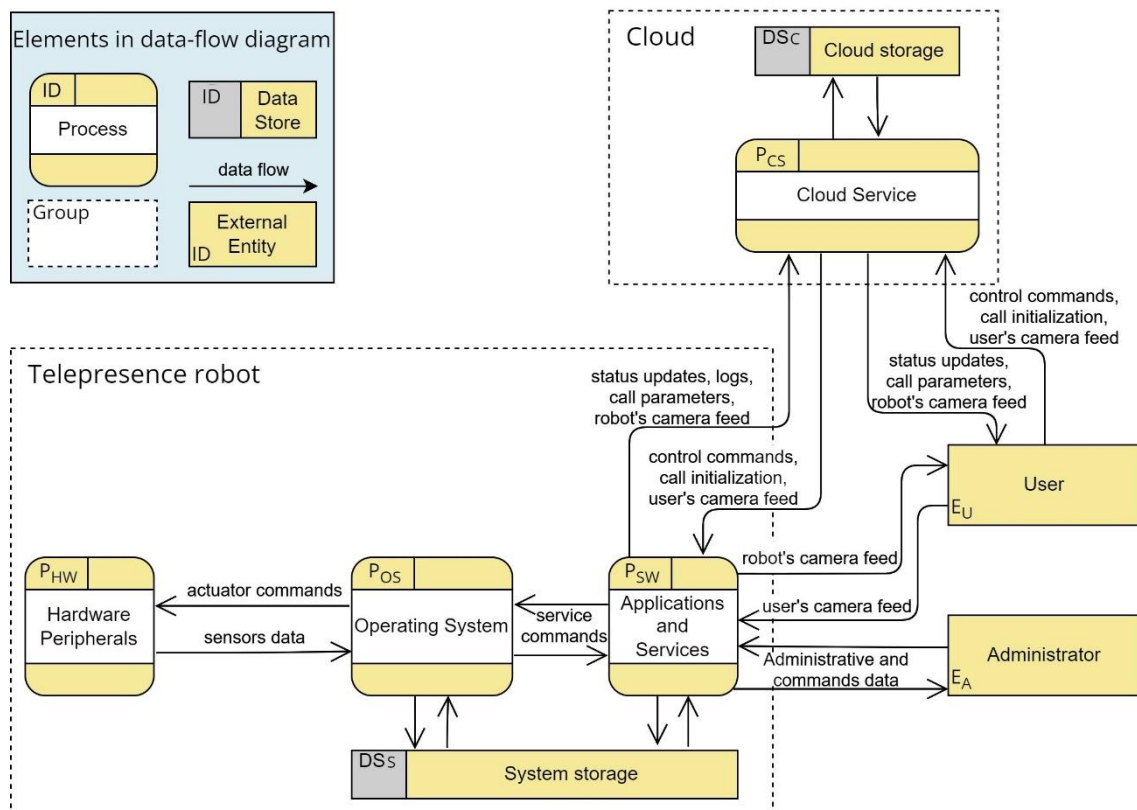 Elements in data-flow diagram
ID
Process
ID
Data
Store
data flow
Group
External
Entity
ID
Cloud
DSC
Cloud storage
PCS
Cloud Service
control commands,
call initialization,
user's camera feed
status updates,
call parameters,
robot's camera feed
Telepresence robot
status updates, logs,
call parameters,
robot's camera feed
control commands,
call initialization,
user's camera feed
User
EU
robot's camera feed
user's camera feed
PHW
Hardware
Peripherals
actuator commands
sensors data
POS
Operating System
service
commands
PSW
Applications
and
Services
Administrative and
commands data
Administrator
EA
DSS
System storage